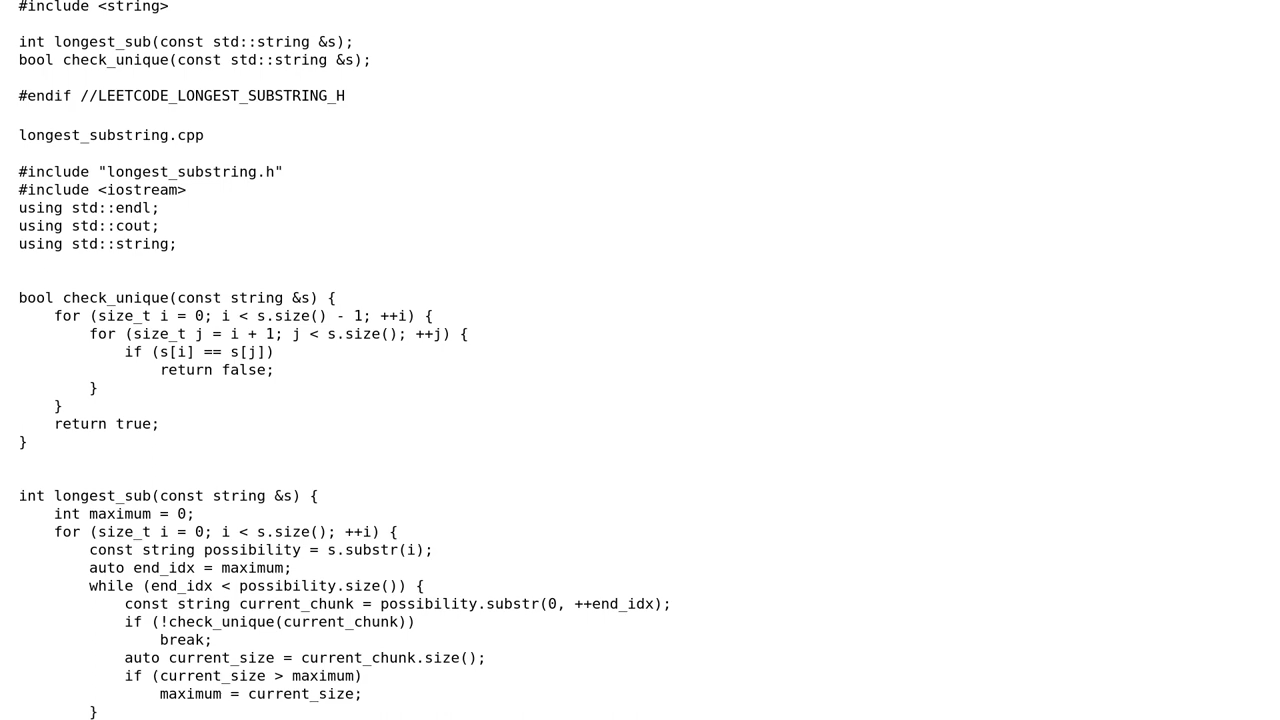 #include <string>

int longest_sub(const std::string &s);
bool check_unique(const std::string &s);

#endif //LEETCODE_LONGEST_SUBSTRING_H

longest_substring.cpp

#include "longest_substring.h"
#include <iostream>
using std::endl;
using std::cout;
using std::string;


bool check_unique(const string &s) {
    for (size_t i = 0; i < s.size() - 1; ++i) {
        for (size_t j = i + 1; j < s.size(); ++j) {
            if (s[i] == s[j])
                return false;
        }
    }
    return true;
}


int longest_sub(const string &s) {
    int maximum = 0;
    for (size_t i = 0; i < s.size(); ++i) {
        const string possibility = s.substr(i);
        auto end_idx = maximum;
        while (end_idx < possibility.size()) {
            const string current_chunk = possibility.substr(0, ++end_idx);
            if (!check_unique(current_chunk))
                break;
            auto current_size = current_chunk.size();
            if (current_size > maximum)
                maximum = current_size;
        }